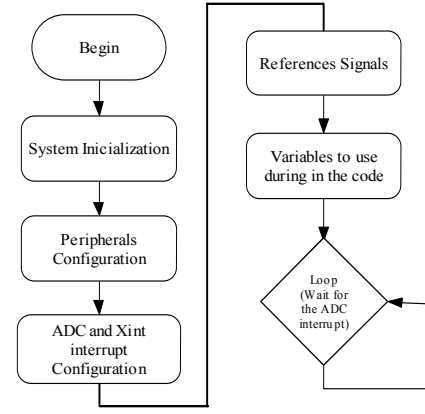 Begin
System Inicialization
Peripherals
Configuration
ADC and Xint
interrupt
Configuration
References Signals
Variables to use
during in the code
Loop
(Wait for
the ADC
interrupt)